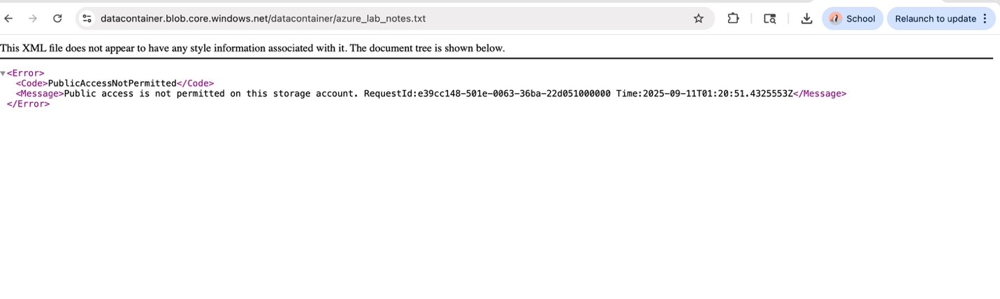 datacontainer.blob.core.windows.net/datacontainer/azure_lab_notes.txt
School
Relaunch to update
This XML file does not appear to have any style information associated with it. The document tree is shown below.
<Error>
<Code>PublicAccessNotPermitted</Code>
<Message>Public access is not permitted on this storage account. RequestId:e39cc148-501e-0063-36ba-22d051000000 Time:2025-09-11T01:20:51.4325553Z</Message>
</Error>